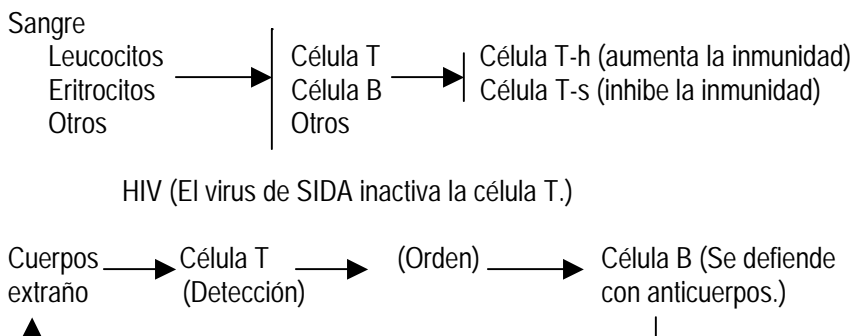 Sangre
Leucocitos
Eritrocitos
Otros
Célula T
Célula B
Otros
Célula T-h (aumenta la inmunidad)
Célula T-s (inhibe la inmunidad)
HIV (El virus de SIDA inactiva la célula T.)
Cuerpos
extraño
Célula T
(Detección)
(Orden)
Célula B (Se defiende
con anticuerpos.)